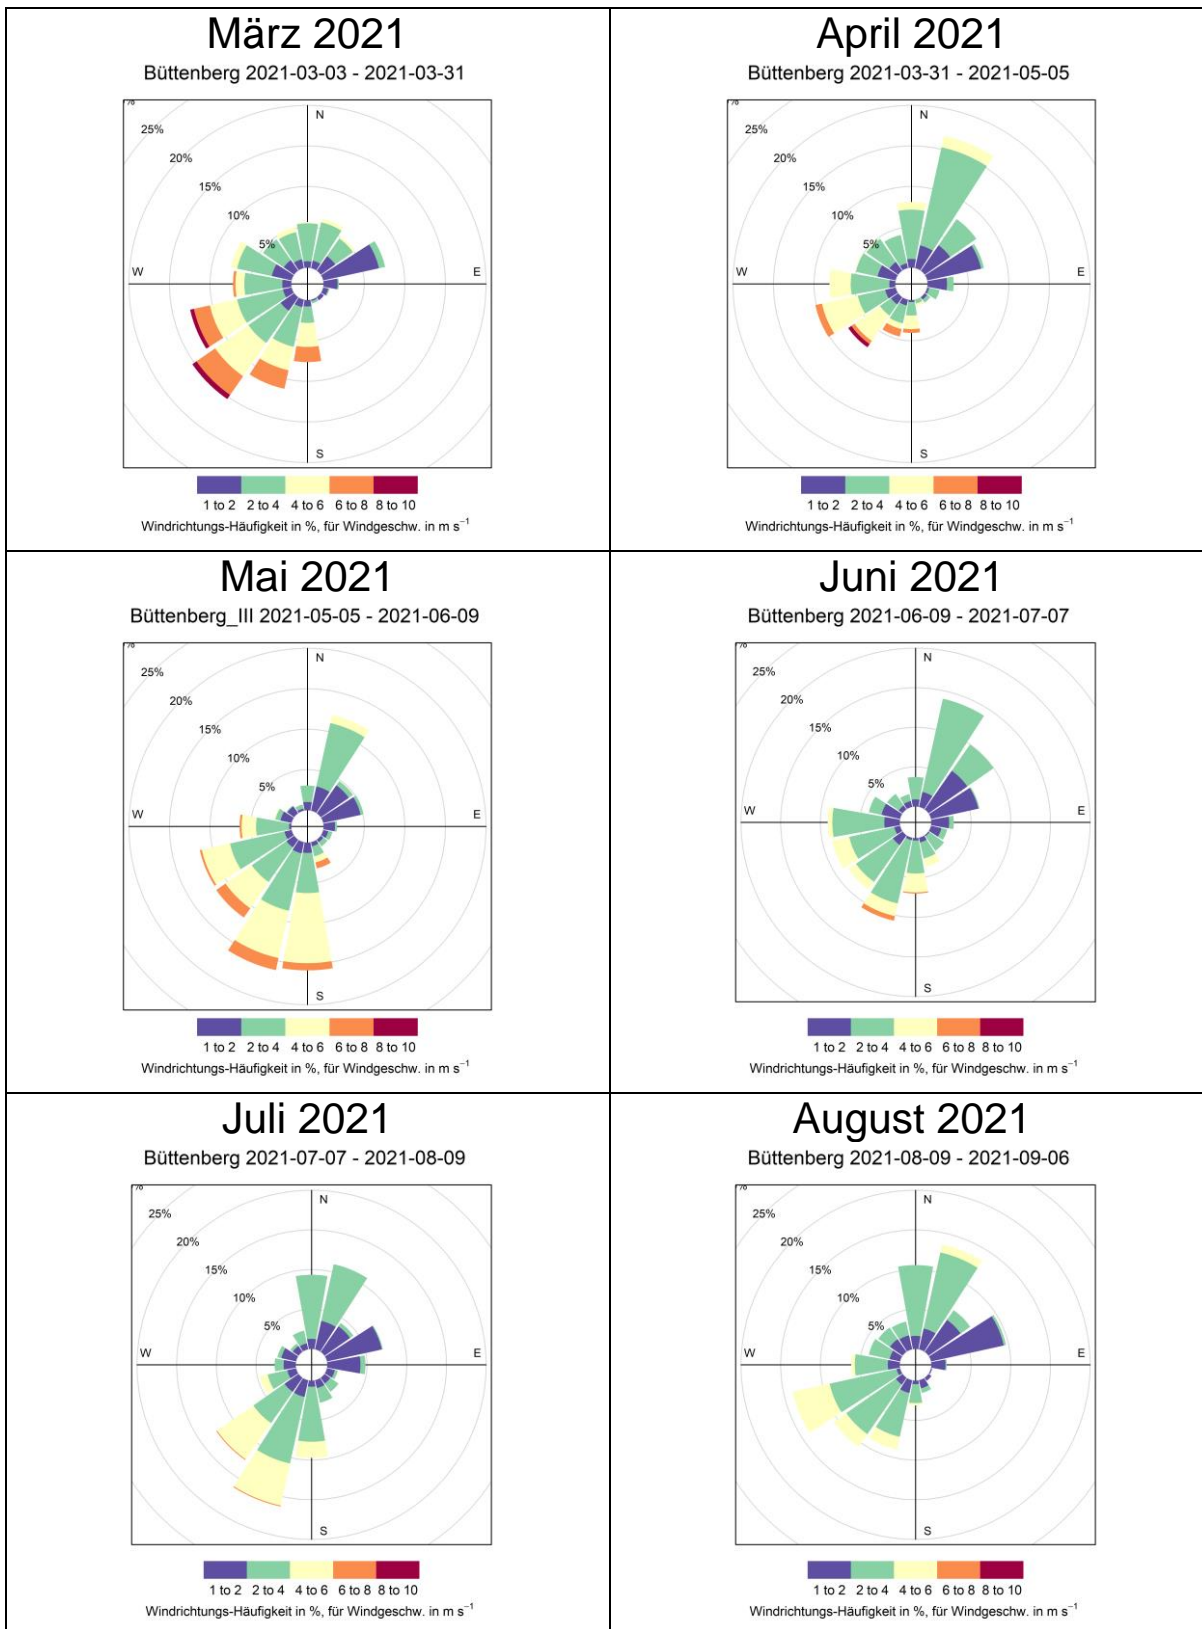 März 2021
Büttenberg 2021-03-03 - 2021-03-31
%
N
25%
20%
15%
10%
5%
W
E
S
1 to 2 2 to 4 4 to 6 6 to 8 8 to 10
Windrichtungs-Häufigkeit in %, für Windgeschw. in m s⁻¹
April 2021
Büttenberg 2021-03-31 - 2021-05-05
%
N
25%
20%
15%
10%
5%
W
E
S
1 to 2 2 to 4 4 to 6 6 to 8 8 to 10
Windrichtungs-Häufigkeit in %, für Windgeschw. in m s⁻¹
Mai 2021
Büttenberg_III 2021-05-05 - 2021-06-09
%
N
25%
20%
15%
10%
5%
W
E
S
1 to 2 2 to 4 4 to 6 6 to 8 8 to 10
Windrichtungs-Häufigkeit in %, für Windgeschw. in m s⁻¹
Juni 2021
Büttenberg 2021-06-09 - 2021-07-07
%
N
25%
20%
15%
10%
5%
W
E
S
1 to 2 2 to 4 4 to 6 6 to 8 8 to 10
Windrichtungs-Häufigkeit in %, für Windgeschw. in m s⁻¹
Juli 2021
Büttenberg 2021-07-07 - 2021-08-09
%
N
25%
20%
15%
10%
5%
W
E
S
1 to 2 2 to 4 4 to 6 6 to 8 8 to 10
Windrichtungs-Häufigkeit in %, für Windgeschw. in m s⁻¹
August 2021
Büttenberg 2021-08-09 - 2021-09-06
%
N
25%
20%
15%
10%
5%
W
E
S
1 to 2 2 to 4 4 to 6 6 to 8 8 to 10
Windrichtungs-Häufigkeit in %, für Windgeschw. in m s⁻¹